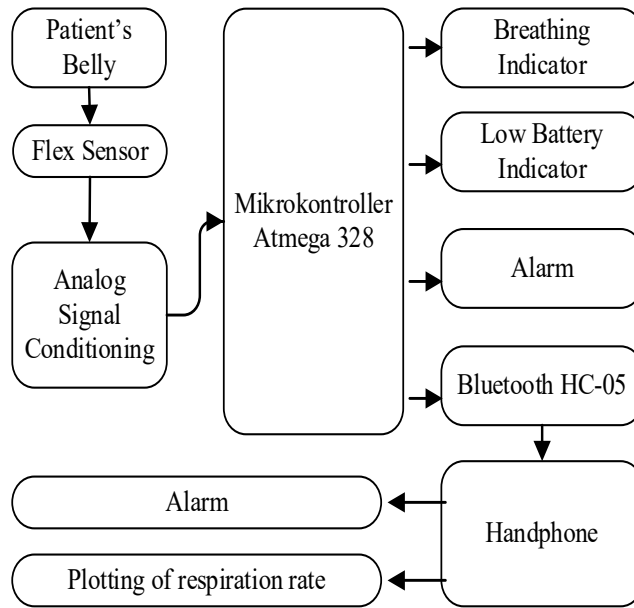 Patient's
Belly
Flex Sensor
Analog
Signal
Conditioning
Mikrokontroller
Atmega 328
Breathing
Indicator
Low Battery
Indicator
Alarm
Bluetooth HC-05
Handphone
Alarm
Plotting of respiration rate